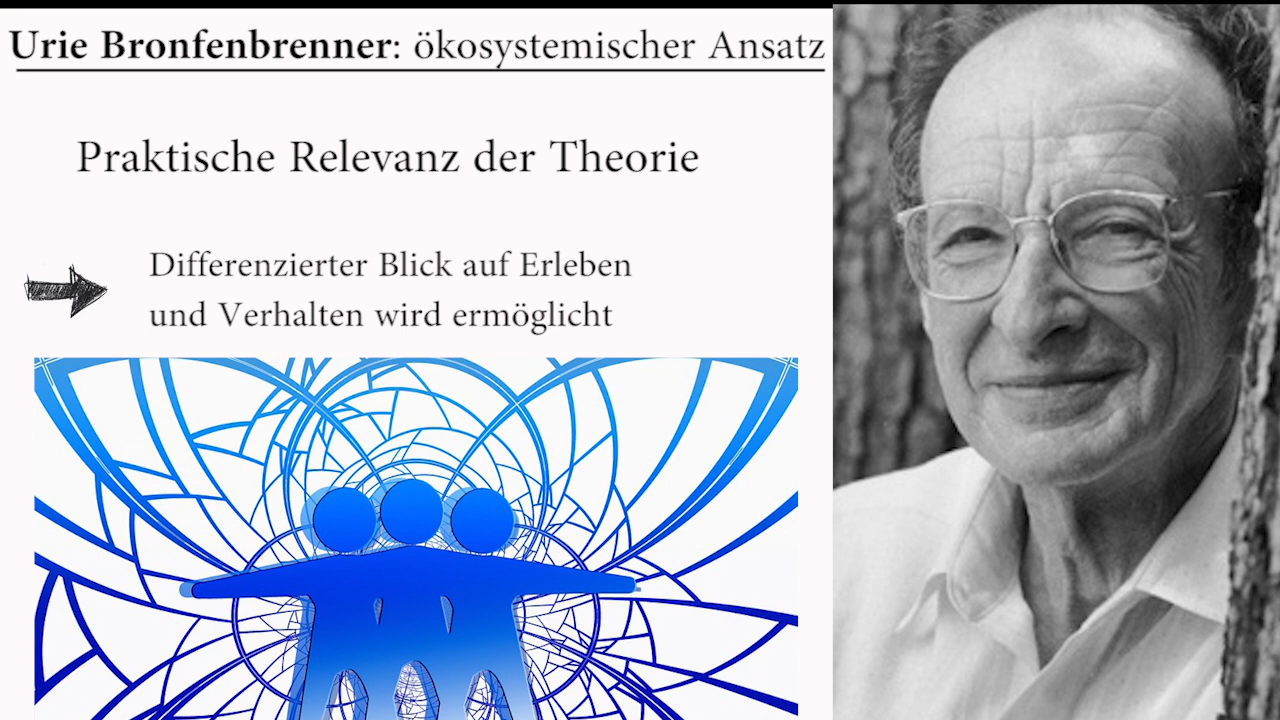 Urie Bronfenbrenner: ökosystemischer Ansatz
Praktische Relevanz der Theorie
Differenzierter Blick auf Erleben
und Verhalten wird ermöglicht